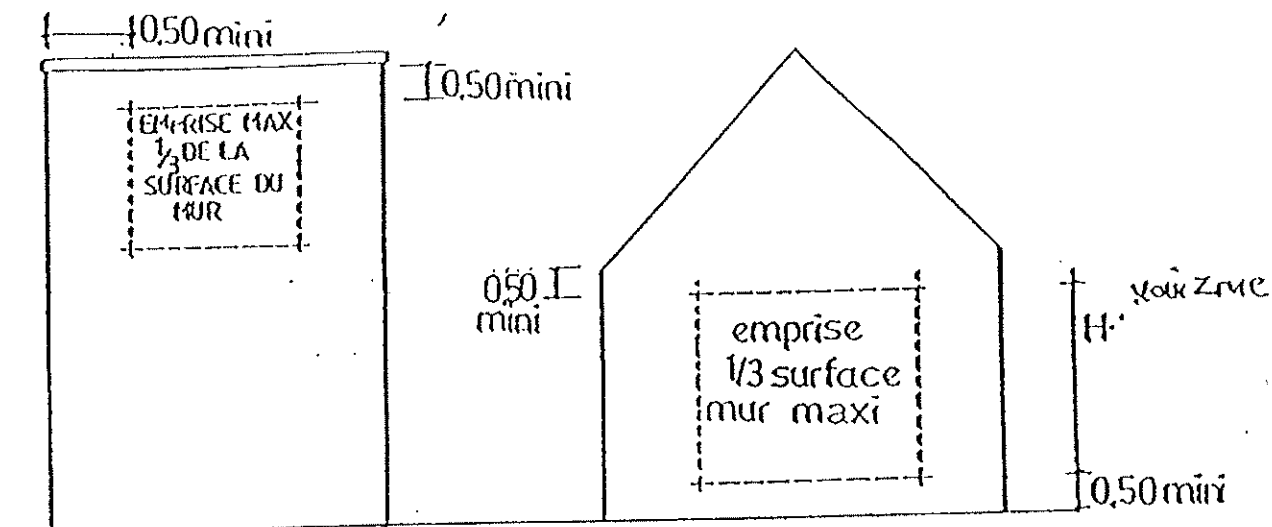 0,50 mini
0,50 mini
EMPRISE MAX
1/3 DE LA
SURFACE DU
MUR
0,50
mini
emprise
1/3 surface
mur maxi
voir ZONE
H
0,50 mini